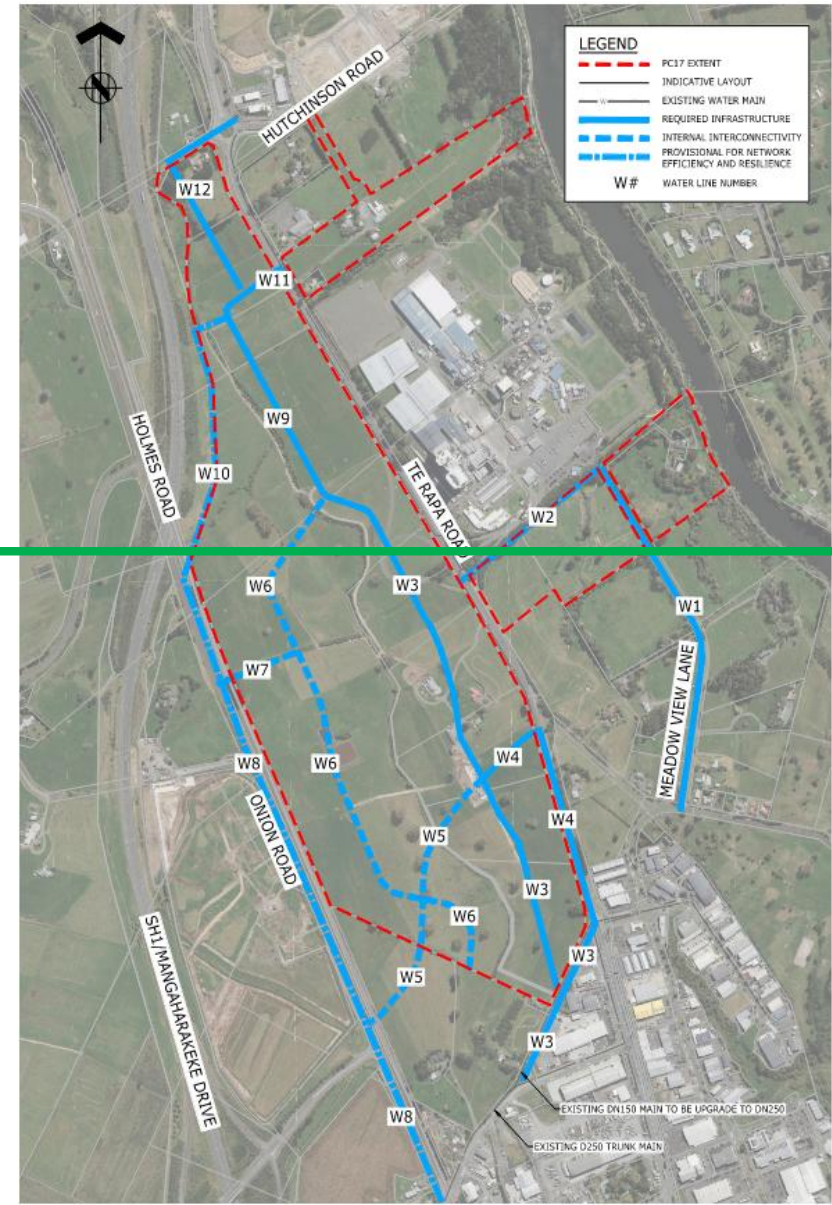 LEGEND
PC17 EXTENT
INDICATIVE LAYOUT
W
EXISTING WATER MAIN
REQUIRED INFRASTRUCTURE
INTERNAL INTERCONNECTIVITY
PROVISIONAL FOR NETWORK
EFFICIENCY AND RESILIENCE
W#
WATER LINE NUMBER
HUTCHINSON ROAD
W12
W11
W9
HOLMES ROAD
W10
TE RAPA ROAD
W2
W6
W3
W1
W7
MEADOW VIEW LANE
W8
W6
W4
ONION ROAD
W5
W4
W3
W6
SH1/MANGAHARAKEKE DRIVE
W5
W3
W3
W8
EXISTING DN150 MAIN TO BE UPGRADE TO DN250
EXISTING D250 TRUNK MAIN